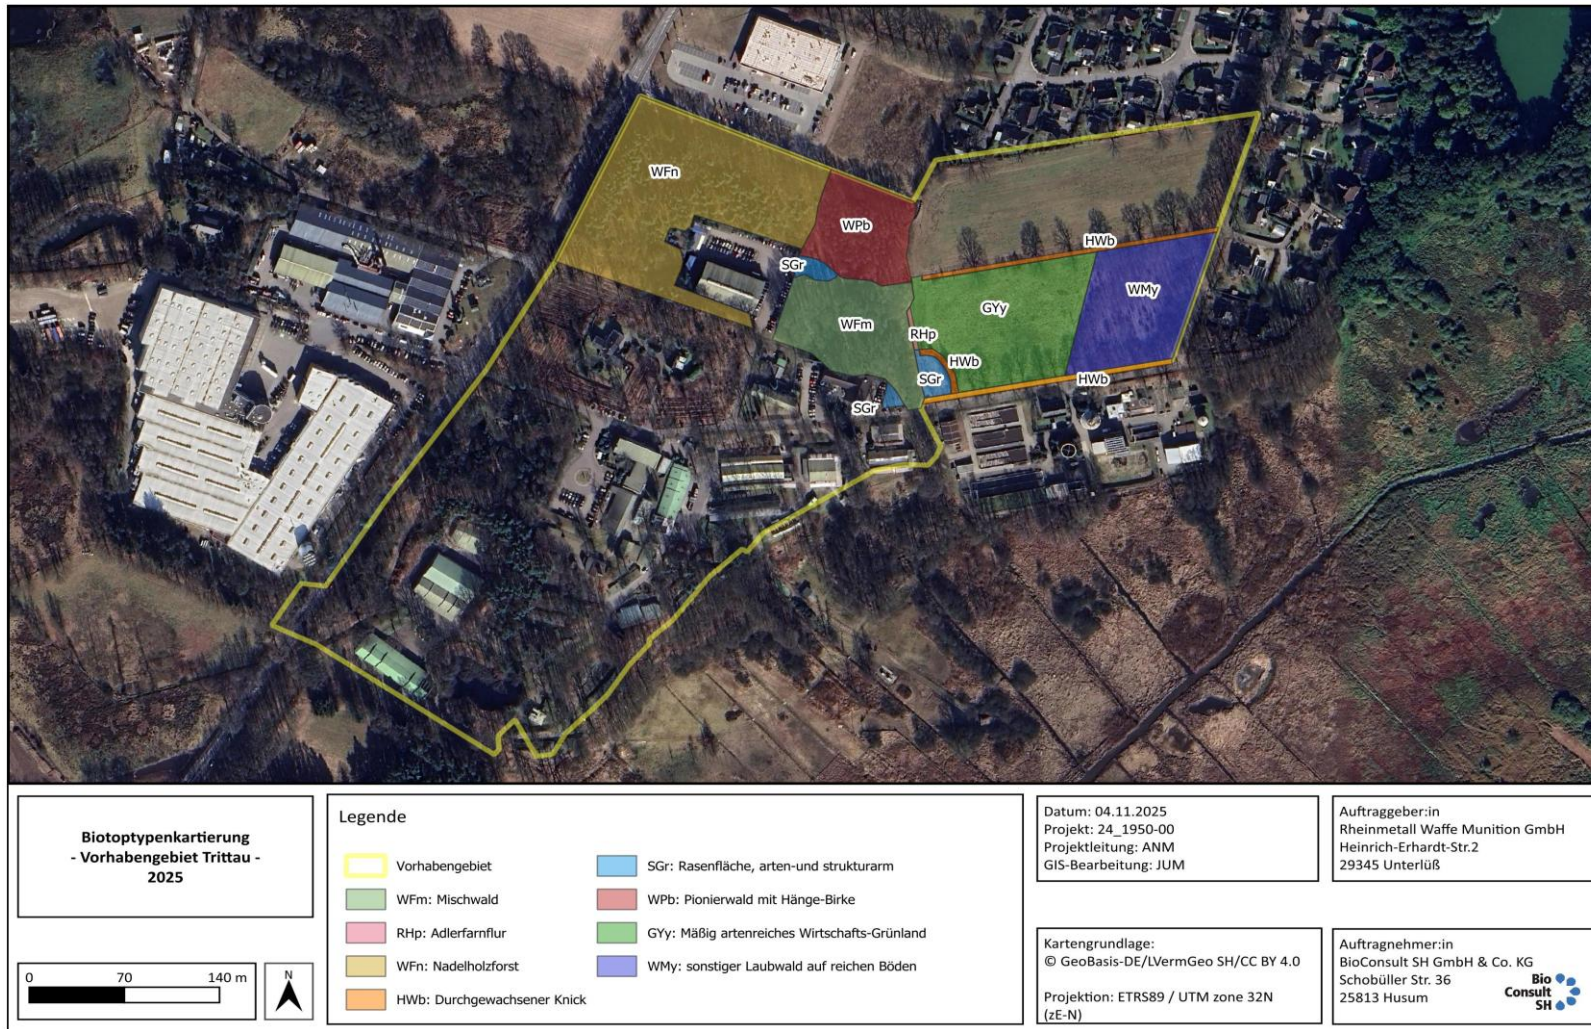 WFn
WPb
SGr
HWb
WMy
GYy
WFm
RHp
HWb
SGr
HWb
SGr
Biotoptypenkartierung
- Vorhabengebiet Trittau -
2025
0 70 140 m
N
Legende
Vorhabengebiet
WFm: Mischwald
RHp: Adlerfarnflur
WFn: Nadelholzforst
HWb: Durchgewachsener Knick
SGr: Rasenfläche, arten-und strukturarm
WPb: Pionierwald mit Hänge-Birke
GYy: Mäßig artenreiches Wirtschafts-Grünland
WMy: sonstiger Laubwald auf reichen Böden
Datum: 04.11.2025
Projekt: 24_1950-00
Projektleitung: ANM
GIS-Bearbeitung: JUM
Auftraggeber:in
Rheinmetall Waffe Munition GmbH
Heinrich-Erhardt-Str.2
29345 Unterlüß
Kartengrundlage:
© GeoBasis-DE/LVermGeo SH/CC BY 4.0
Projektion: ETRS89 / UTM zone 32N
(zE-N)
Auftragnehmer:in
BioConsult SH GmbH & Co. KG
Schobüller Str. 36
25813 Husum
Bio
Consult
SH